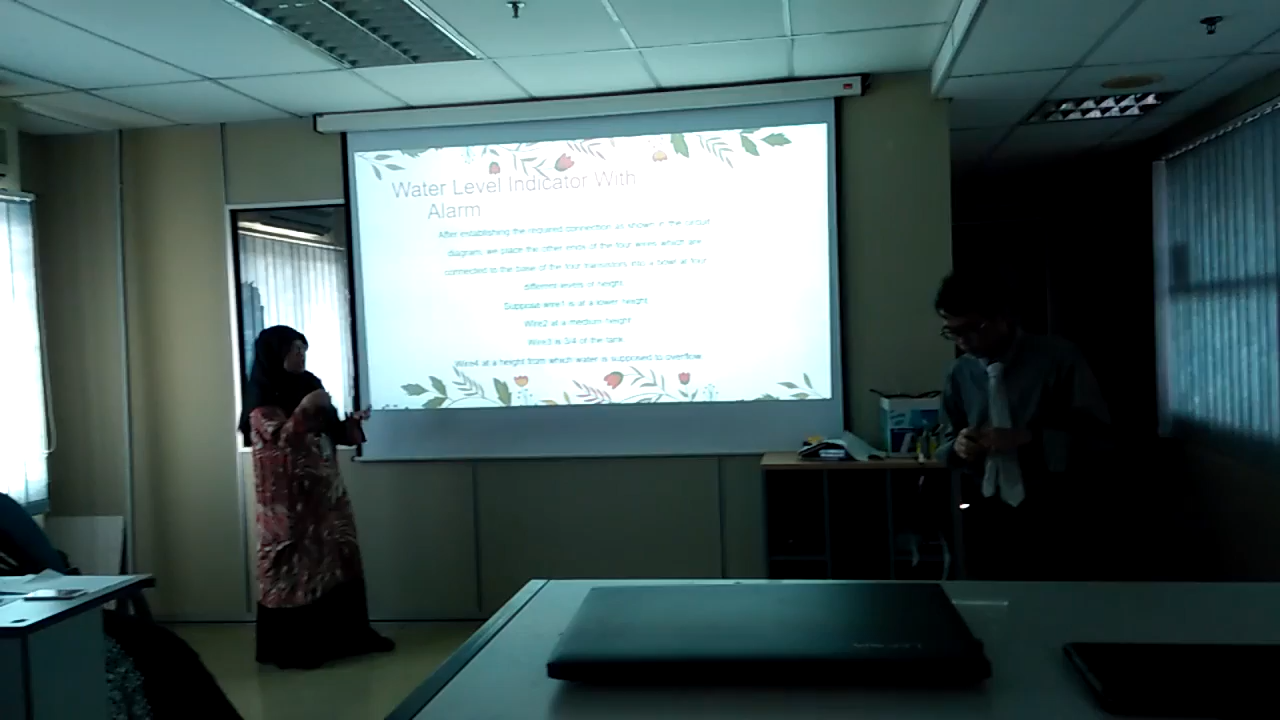 Water Level Indicator With
Alarm
After establishing the required connection as shown in the circuit
diagram, we place the other ends of the four wires which are
connected to the base of the four transistors into a bowl at four
different levels of height.
Suppose wire1 is at a lower height
Wire2 at a medium height
Wire3 is 3/4 of the tank
Wire4 at a height from which water is supposed to overflow.